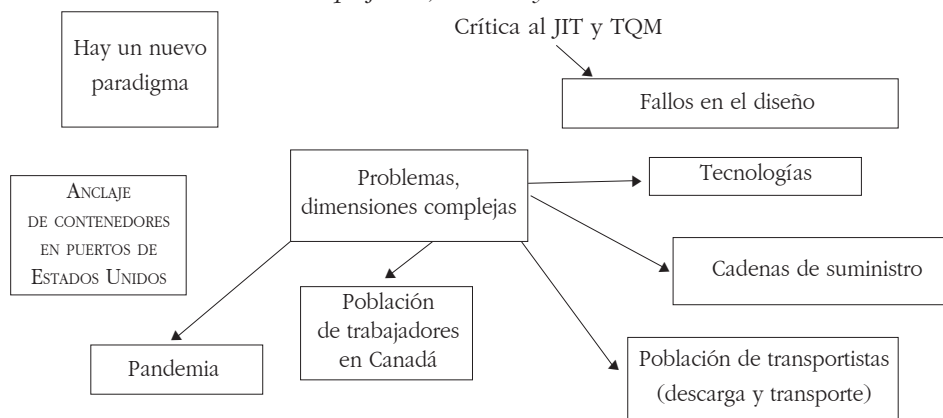 Crítica al JIT y TQM
Hay un nuevo
paradigma
Fallos en el diseño
Problemas,
dimensiones complejas
Tecnologías
Anclaje
de contenedores
en puertos de
Estados Unidos
Cadenas de suministro
Población
de trabajadores
en Canadá
Pandemia
Población de transportistas
(descarga y transporte)